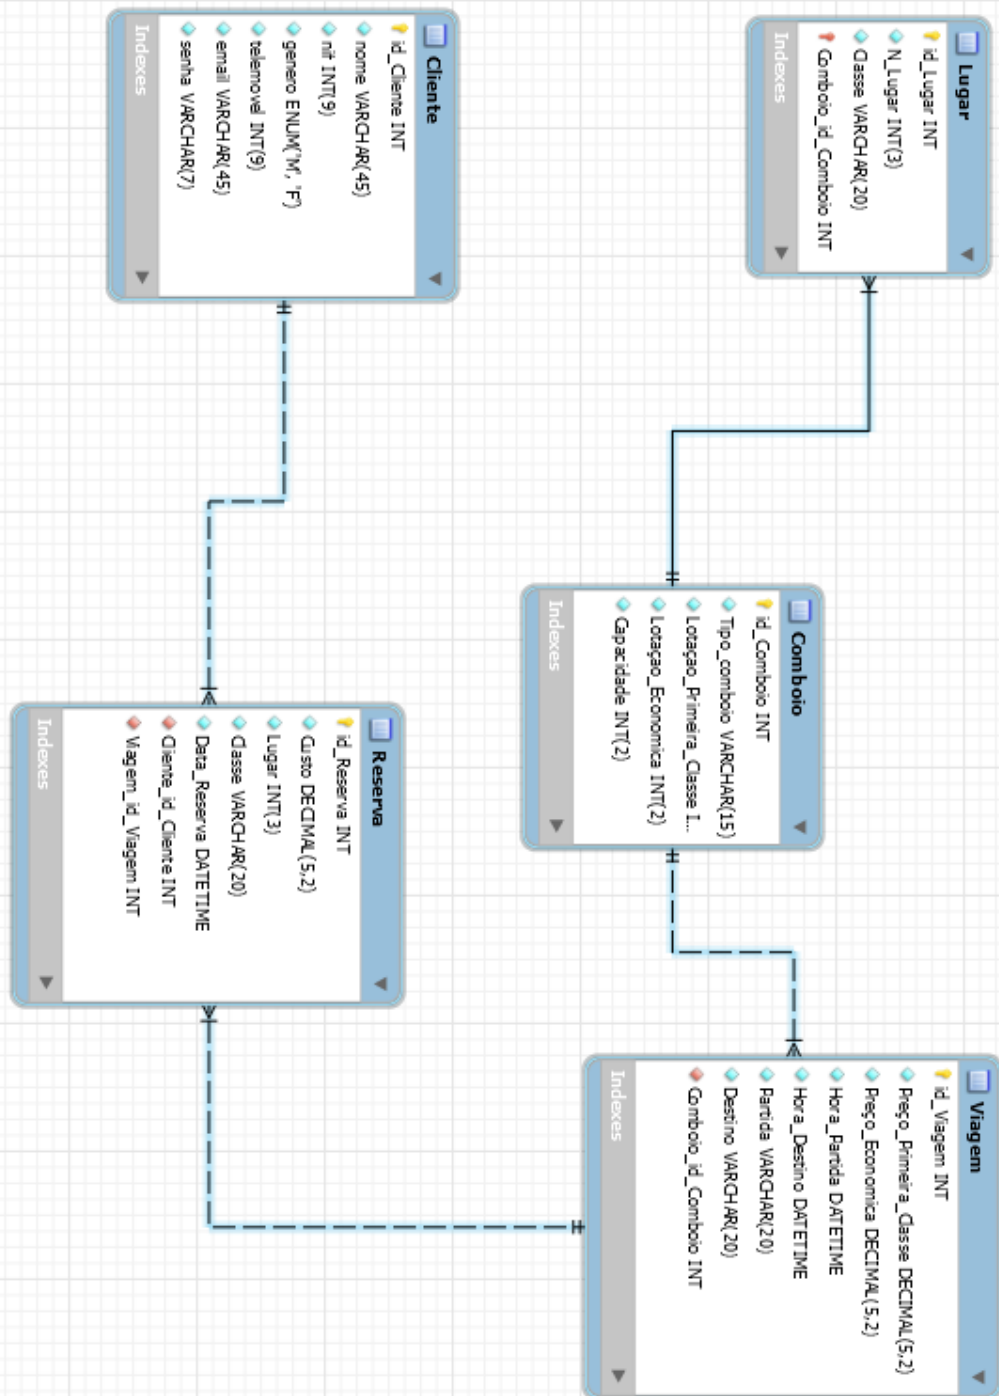 Lugar
id_Lugar INT
N_Lugar INT(3)
Classe VARCHAR(20)
Comboio_id_Comboio INT
Indexes
Comboio
id_Comboio INT
Tipo_comboio VARCHAR(15)
Lotaçao_Primeira_Classe I...
Lotaçao_Economica INT(2)
Capacidade INT(2)
Indexes
Viagem
id_Viagem INT
Preço_Primeira_Classe DECIMAL(5,2)
Preço_Economica DECIMAL(5,2)
Hora_Partida DATETIME
Hora_Destino DATETIME
Partida VARCHAR(20)
Destino VARCHAR(20)
Comboio_id_Comboio INT
Indexes
Cliente
id_Cliente INT
nome VARCHAR(45)
nif INT(9)
genero ENUM('M', 'F')
telemovel INT(9)
email VARCHAR(45)
senha VARCHAR(7)
Indexes
Reserva
id_Reserva INT
Custo DECIMAL(5,2)
Lugar INT(3)
Classe VARCHAR(20)
Data_Reserva DATETIME
Cliente_id_Cliente INT
Viagem_id_Viagem INT
Indexes